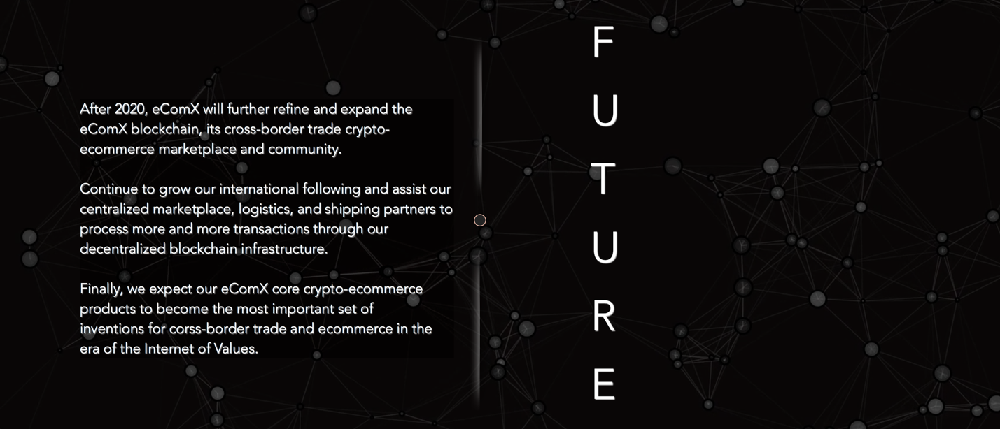 After 2020, eComX will further refine and expand the
eComX blockchain, its cross-border trade crypto-
ecommerce marketplace and community.
Continue to grow our international following and assist our
centralized marketplace, logistics, and shipping partners to
process more and more transactions through our
decentralized blockchain infrastructure.
Finally, we expect our eComX core crypto-ecommerce
products to become the most important set of
inventions for corss-border trade and ecommerce in the
era of the Internet of Values.
F
U
T
U
R
E